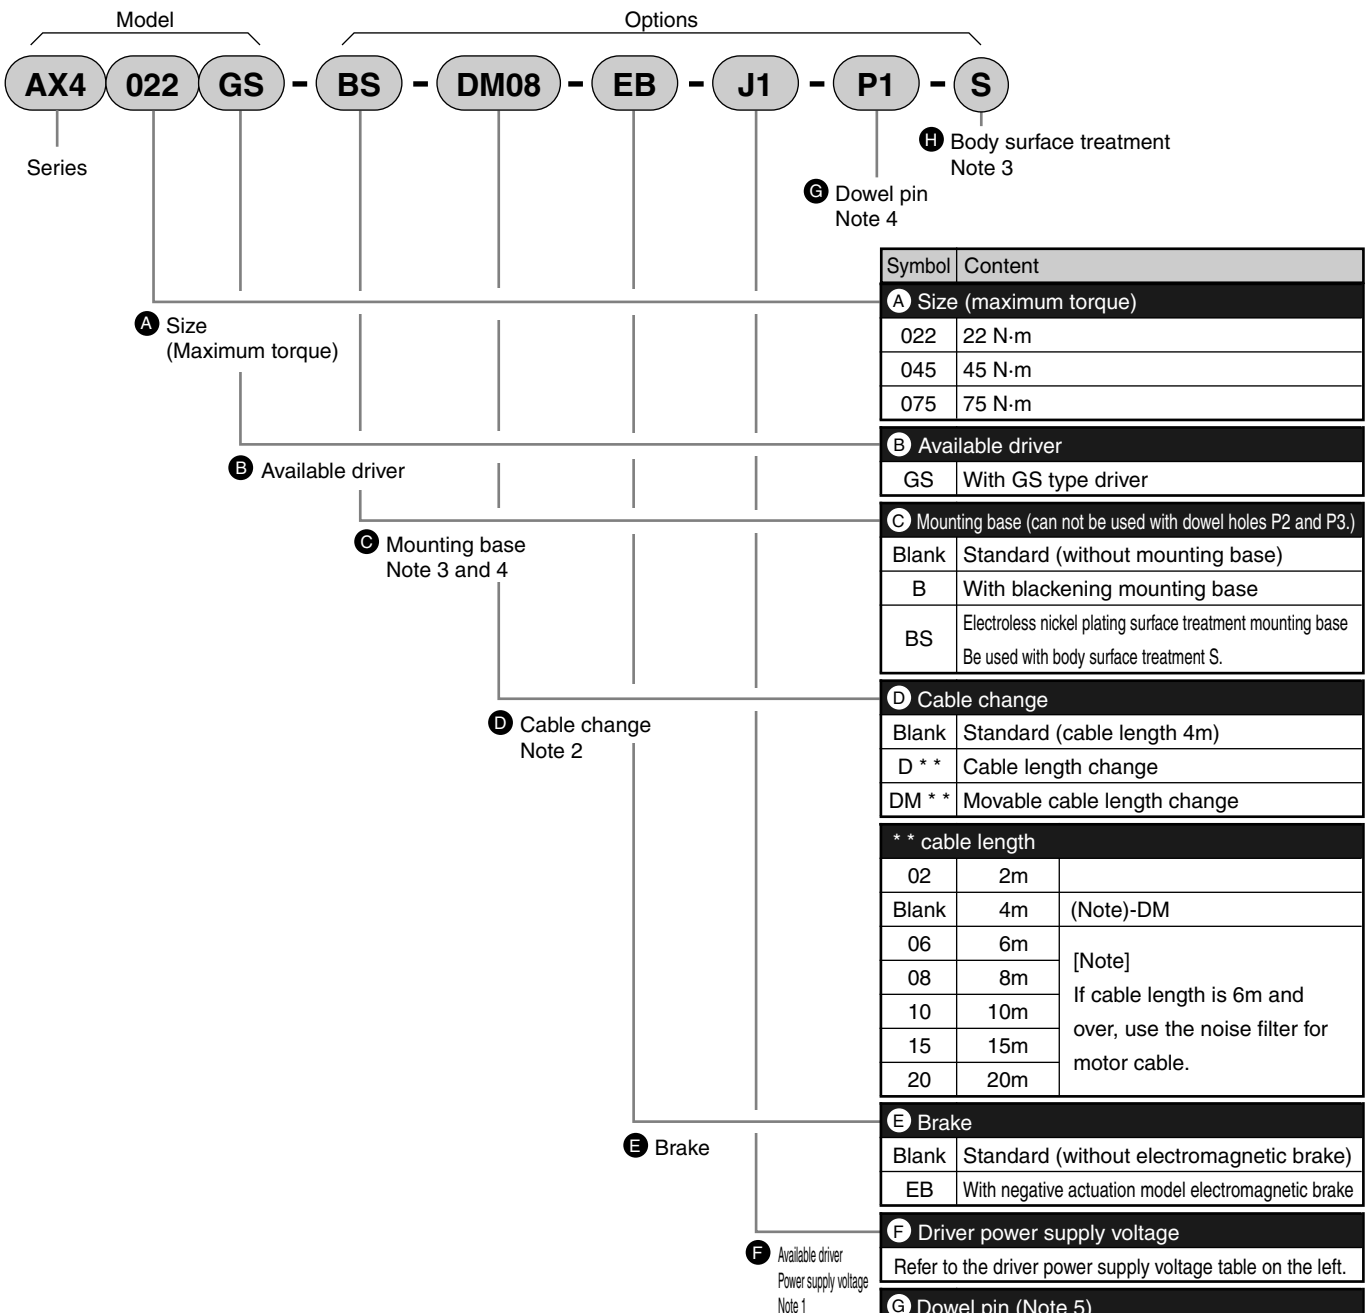 Model
Options
AX4 022 GS - BS - DM08 - EB - J1 - P1 - S
Series
H Body surface treatment
Note 3
G Dowel pin
Note 4
A Size
(Maximum torque)
B Available driver
C Mounting base
Note 3 and 4
D Cable change
Note 2
E Brake
F Available driver
Power supply voltage
Note 1
Symbol Content
A Size (maximum torque)
022 22 N·m
045 45 N·m
075 75 N·m
B Available driver
GS With GS type driver
C Mounting base (can not be used with dowel holes P2 and P3.)
Blank Standard (without mounting base)
B With blackening mounting base
BS Electroless nickel plating surface treatment mounting base
Be used with body surface treatment S.
D Cable change
Blank Standard (cable length 4m)
D * * Cable length change
DM * * Movable cable length change
* * cable length
02 2m
Blank 4m (Note)-DM
06 6m
08 8m
10 10m
15 15m
20 20m
[Note]
If cable length is 6m and
over, use the noise filter for
motor cable.
E Brake
Blank Standard (without electromagnetic brake)
EB With negative actuation model electromagnetic brake
F Driver power supply voltage
Refer to the driver power supply voltage table on the left.
G Dowel pin (Note 5)